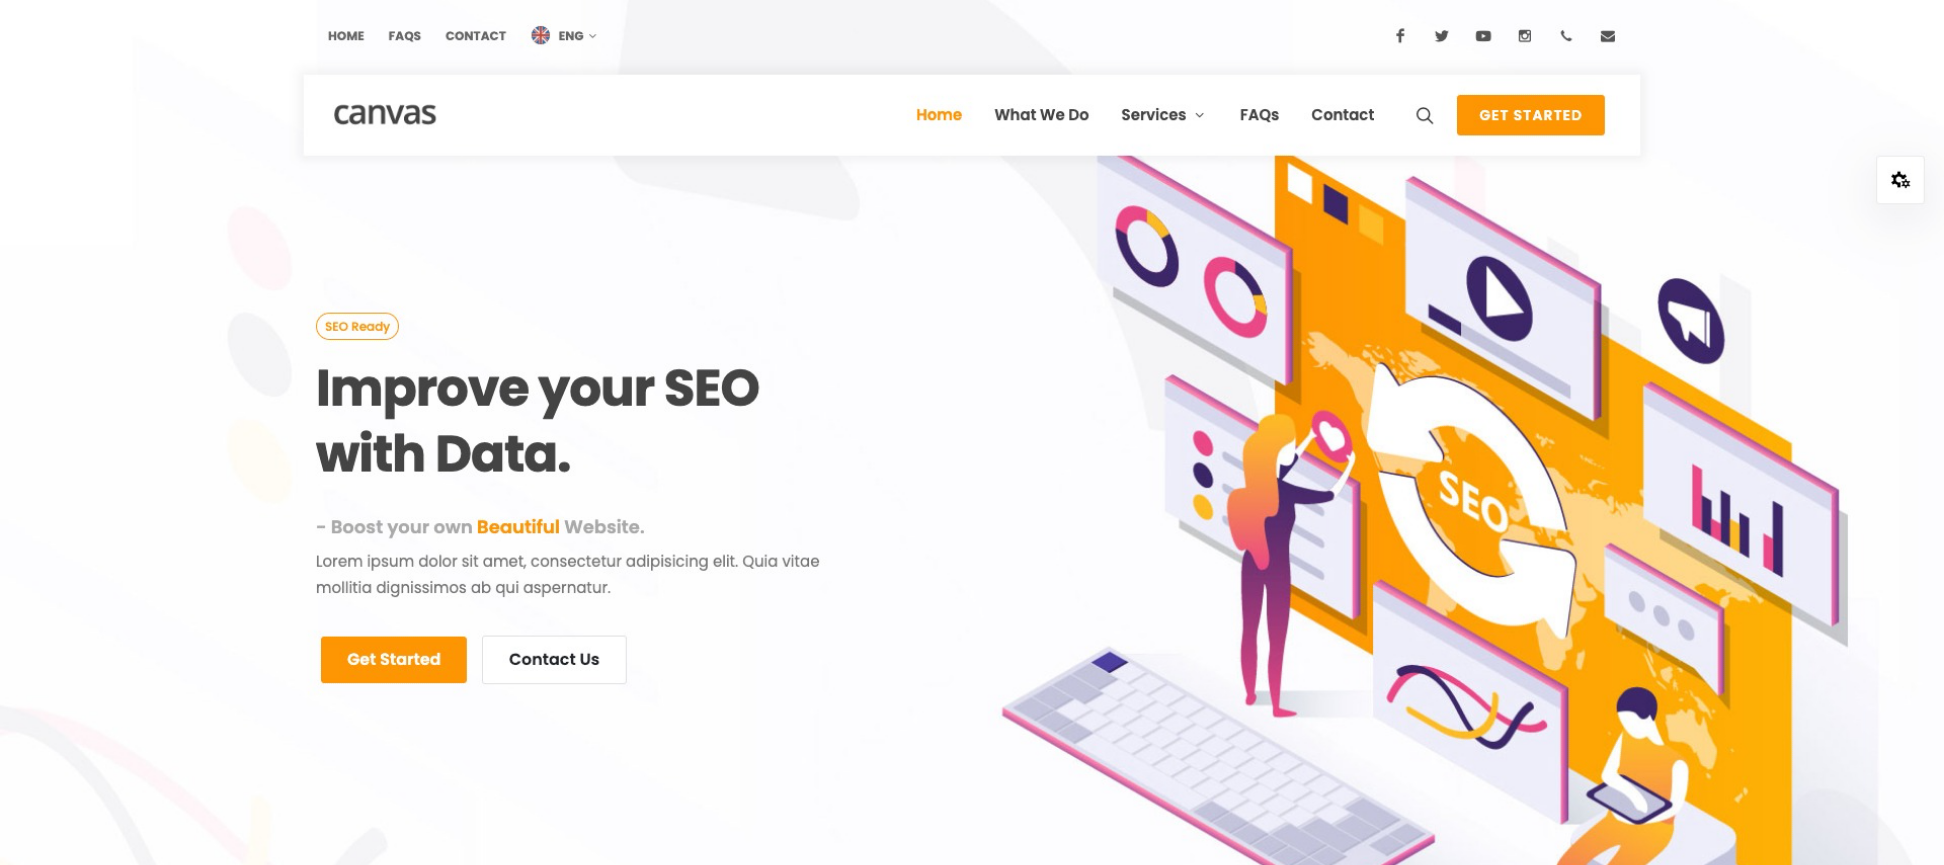 HOME FAQS CONTACT ENG
canvas
Home What We Do Services FAQs Contact GET STARTED
SEO Ready
Improve your SEO
with Data.
- Boost your own Beautiful Website.
Lorem ipsum dolor sit amet, consectetur adipisicing elit. Quia vitae
mollitia dignissimos ab qui aspernatur.
Get Started Contact Us
SEO